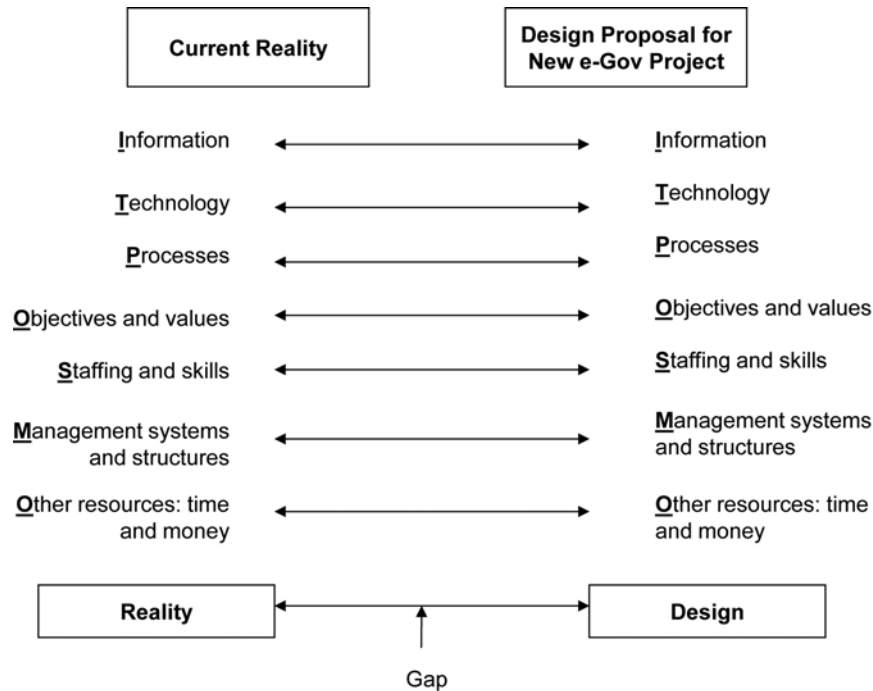 Current Reality
Design Proposal for
New e-Gov Project
Information
Information
Technology
Technology
Processes
Processes
Objectives and values
Objectives and values
Staffing and skills
Staffing and skills
Management systems
and structures
Management systems
and structures
Other resources: time
and money
Other resources: time
and money
Reality
Design
Gap